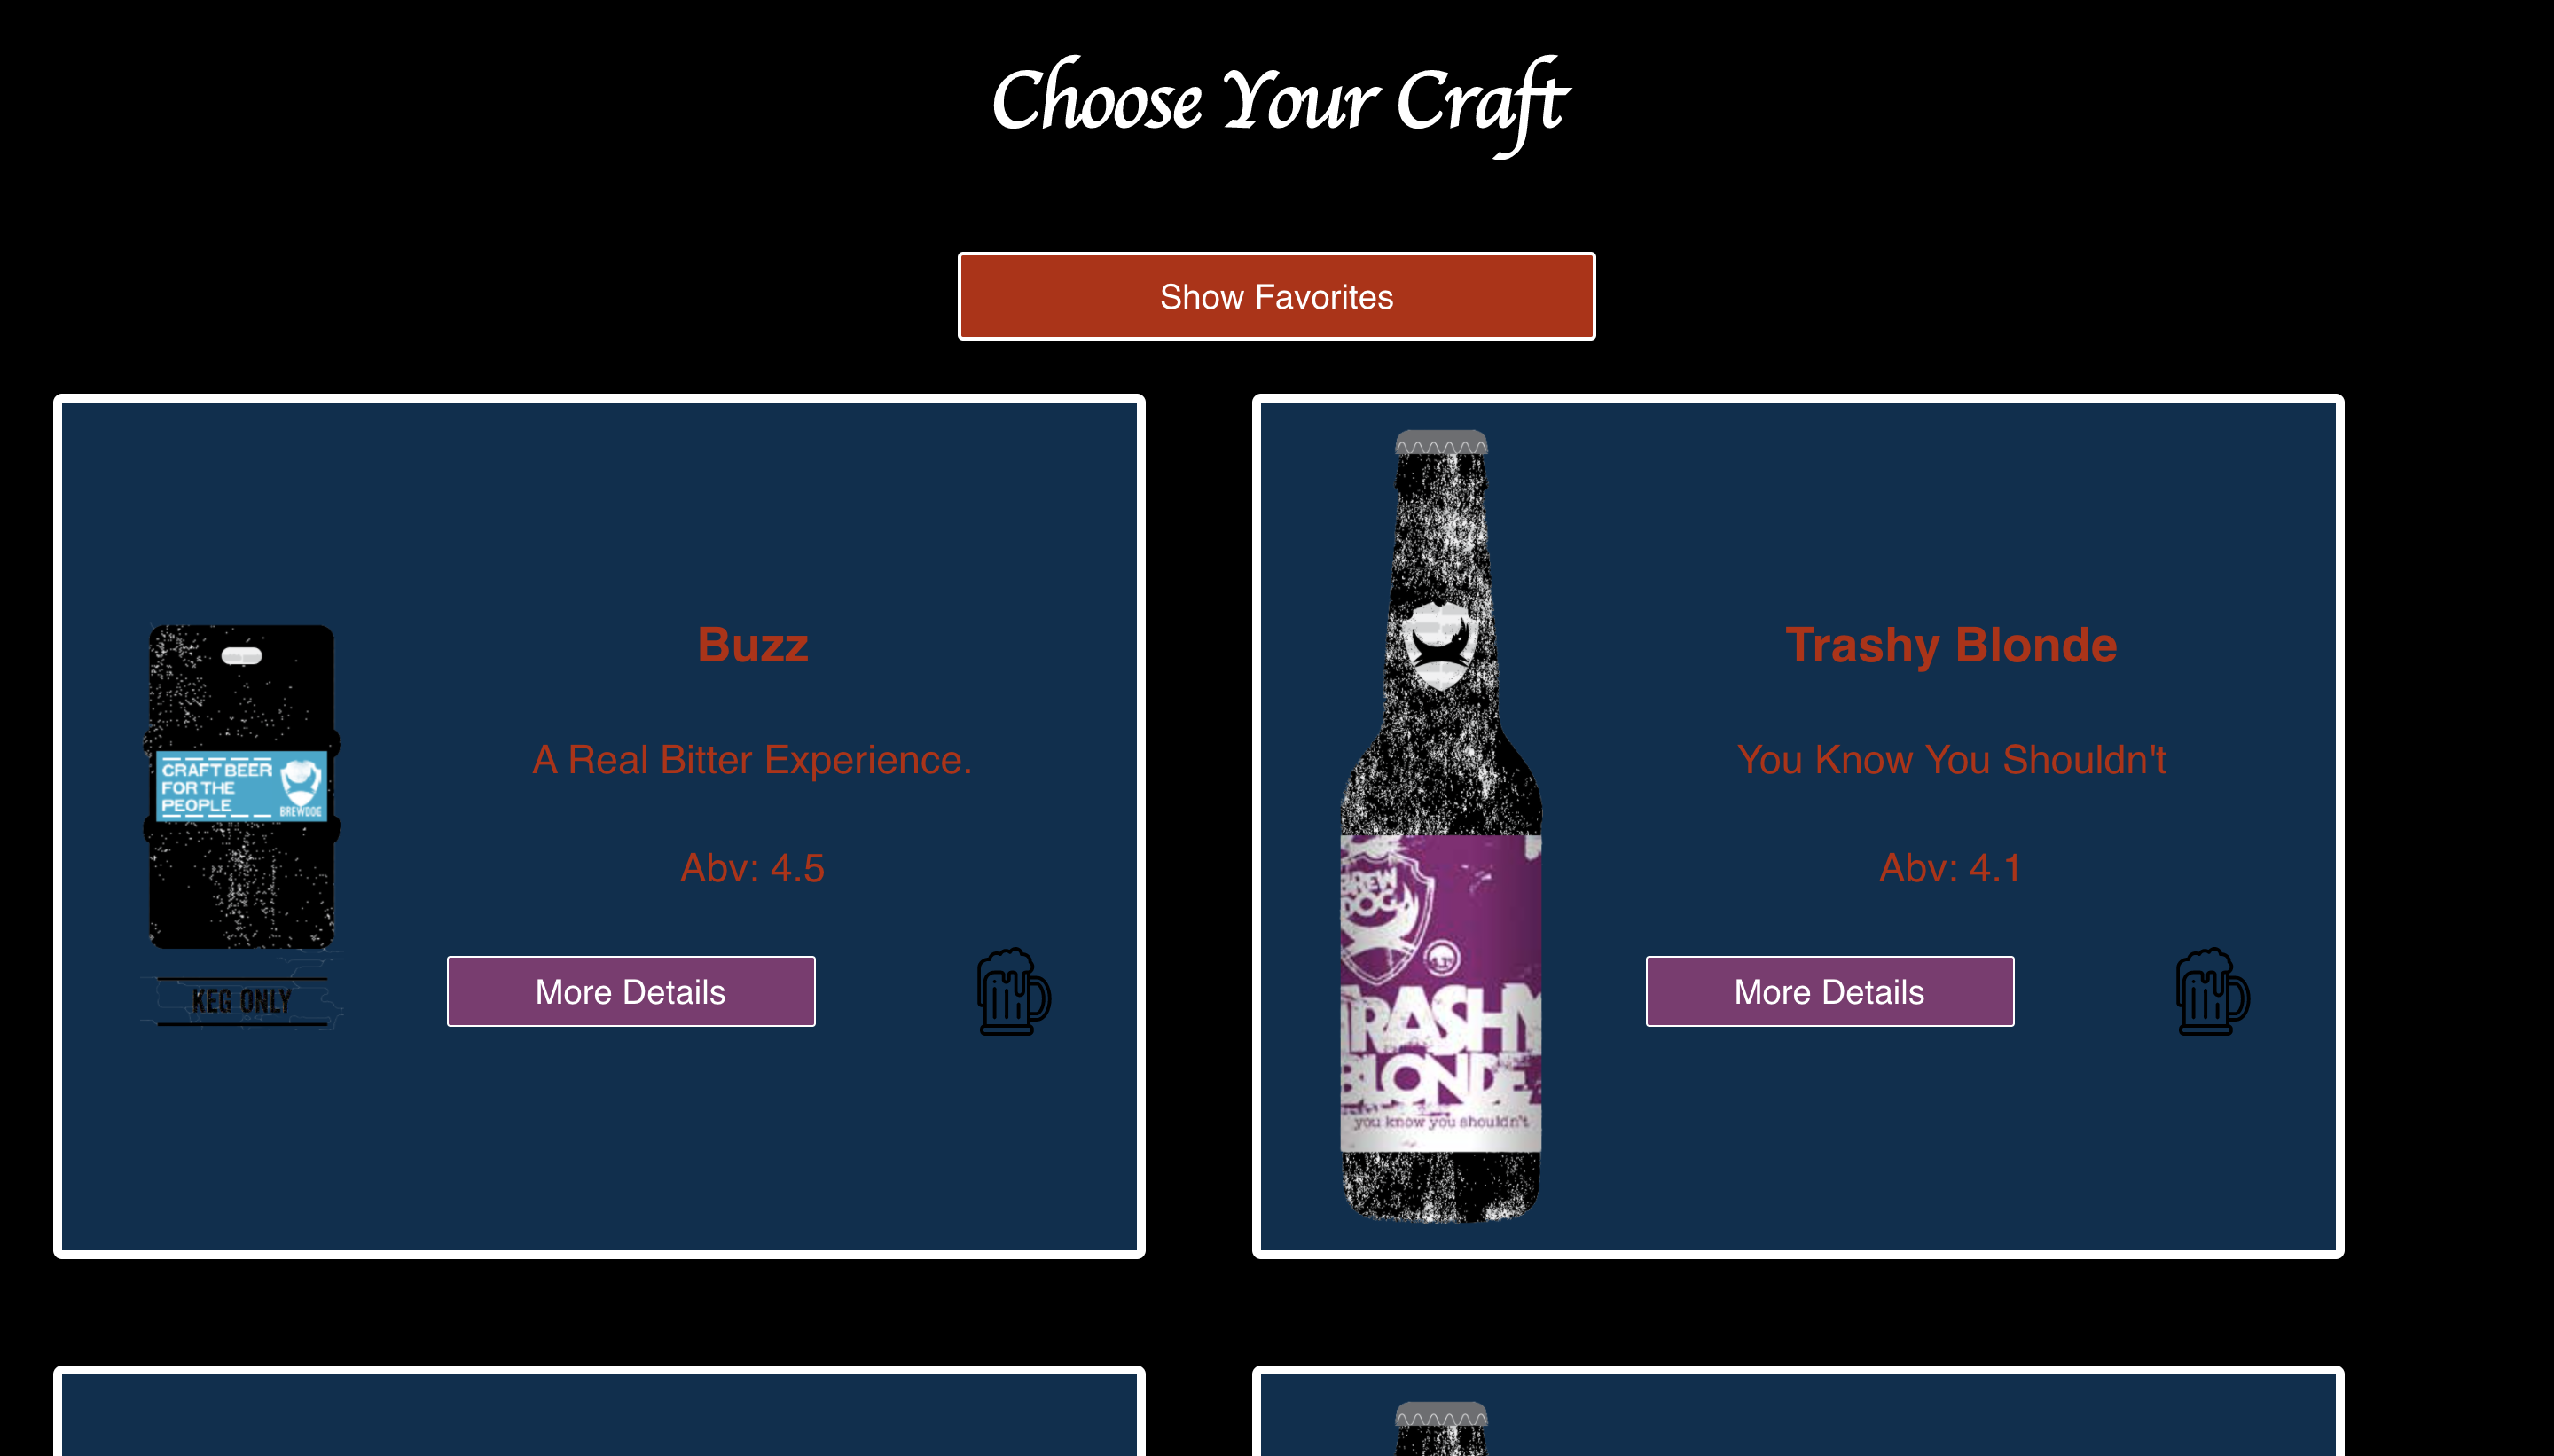 Choose Your Craft
Show Favorites
CRAFT BEER
FOR THE
PEOPLE
BREWDOG
KEG ONLY
Buzz
A Real Bitter Experience.
Abv: 4.5
More Details
BREW
DOG
TRASHY
BLONDE
you know you shouldn't
Trashy Blonde
You Know You Shouldn't
Abv: 4.1
More Details